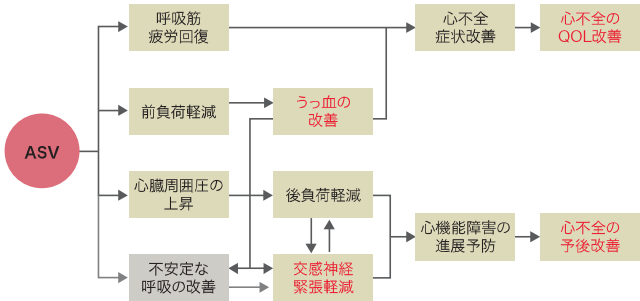 ASV
呼吸筋
疲労回復
心不全
症状改善
心不全の
QOL改善
前負荷軽減
うっ血の
改善
心臓周囲圧の
上昇
後負荷軽減
心機能障害の
進展予防
心不全の
予後改善
不安定な
呼吸の改善
交感神経
緊張軽減